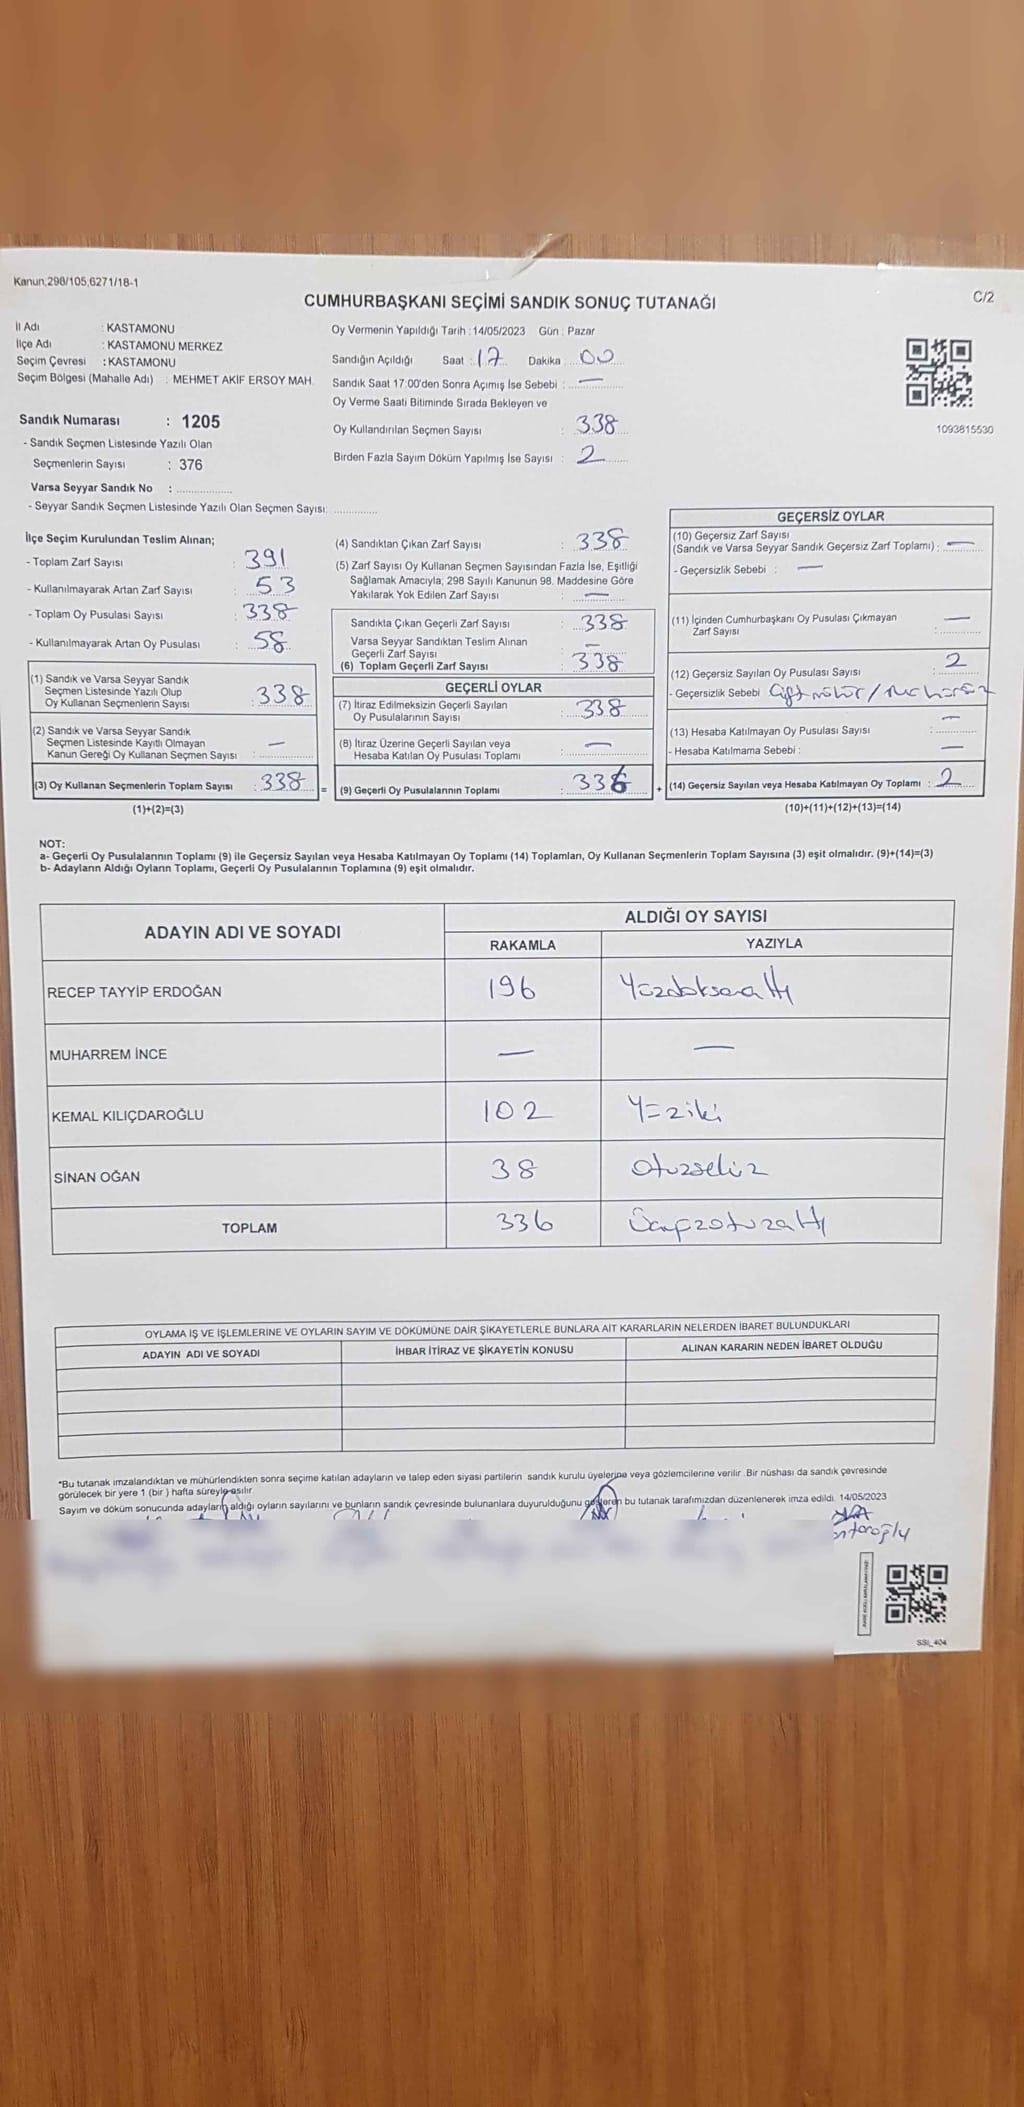 Kanun,298/105,6271/18-1
CUMHURBAŞKANI SEÇİMİ SANDIK SONUÇ TUTANAĞI
C/2
İl Adı : KASTAMONU
İlçe Adı : KASTAMONU MERKEZ
Seçim Çevresi : KASTAMONU
Seçim Bölgesi (Mahalle Adı) : MEHMET AKİF ERSOY MAH.
Sandık Numarası : 1205
- Sandık Seçmen Listesinde Yazılı Olan
Seçmenlerin Sayısı : 376
Varsa Seyyar Sandık No : ..................
- Seyyar Sandık Seçmen Listesinde Yazılı Olan Seçmen Sayısı: ..............
Oy Vermenin Yapıldığı Tarih : 14/05/2023 Gün : Pazar
Sandığın Açıldığı Saat : 17 Dakika : 00
Sandık Saat 17:00'den Sonra Açımış İse Sebebi : —
Oy Verme Saati Bitiminde Sırada Bekleyen ve
Oy Kullandırılan Seçmen Sayısı : 338
Birden Fazla Sayım Döküm Yapılmış İse Sayısı : 2
1093815530
İlçe Seçim Kurulundan Teslim Alınan;
- Toplam Zarf Sayısı : 391
- Kullanılmayarak Artan Zarf Sayısı : 53
- Toplam Oy Pusulası Sayısı : 338
- Kullanılmayarak Artan Oy Pusulası : 58
(1) Sandık ve Varsa Seyyar Sandık
Seçmen Listesinde Yazılı Olup
Oy Kullanan Seçmenlerin Sayısı : 338
(2) Sandık ve Varsa Seyyar Sandık
Seçmen Listesinde Kayıtlı Olmayan
Kanun Gereği Oy Kullanan Seçmen Sayısı : —
(3) Oy Kullanan Seçmenlerin Toplam Sayısı : 338 =
(1)+(2)=(3)
(4) Sandıktan Çıkan Zarf Sayısı : 338
(5) Zarf Sayısı Oy Kullanan Seçmen Sayısından Fazla İse, Eşitliği
Sağlamak Amacıyla; 298 Sayılı Kanunun 98. Maddesine Göre
Yakılarak Yok Edilen Zarf Sayısı : —
Sandıkta Çıkan Geçerli Zarf Sayısı : 338
Varsa Seyyar Sandıktan Teslim Alınan
Geçerli Zarf Sayısı : —
(6) Toplam Geçerli Zarf Sayısı : 338
GEÇERLİ OYLAR
(7) İtiraz Edilmeksizin Geçerli Sayılan
Oy Pusulalarının Sayısı : 338
(8) İtiraz Üzerine Geçerli Sayılan veya
Hesaba Katılan Oy Pusulası Toplamı : —
(9) Geçerli Oy Pusulalarının Toplamı : 336 +
GEÇERSİZ OYLAR
(10) Geçersiz Zarf Sayısı
(Sandık ve Varsa Seyyar Sandık Geçersiz Zarf Toplamı) : —
- Geçersizlik Sebebi : —
(11) İçinden Cumhurbaşkanı Oy Pusulası Çıkmayan
Zarf Sayısı : —
(12) Geçersiz Sayılan Oy Pusulası Sayısı : 2
- Geçersizlik Sebebi : Çift mühür / mühürsüz
(13) Hesaba Katılmayan Oy Pusulası Sayısı : —
- Hesaba Katılmama Sebebi : —
(14) Geçersiz Sayılan veya Hesaba Katılmayan Oy Toplamı : 2
(10)+(11)+(12)+(13)=(14)
NOT:
a- Geçerli Oy Pusulalarının Toplamı (9) ile Geçersiz Sayılan veya Hesaba Katılmayan Oy Toplamı (14) Toplamları, Oy Kullanan Seçmenlerin Toplam Sayısına (3) eşit olmalıdır. (9)+(14)=(3)
b- Adayların Aldığı Oyların Toplamı, Geçerli Oy Pusulalarının Toplamına (9) eşit olmalıdır.
ADAYIN ADI VE SOYADI
ALDIĞI OY SAYISI
RAKAMLA YAZIYLA
RECEP TAYYİP ERDOĞAN 196 Yüzdoksanaltı
MUHARREM İNCE — —
KEMAL KILIÇDAROĞLU 102 Yüziki
SİNAN OĞAN 38 Otuzsekiz
TOPLAM 336 Üçyüzotuzaltı
OYLAMA İŞ VE İŞLEMLERİNE VE OYLARIN SAYIM VE DÖKÜMÜNE DAİR ŞİKAYETLERLE BUNLARA AİT KARARLARIN NELERDEN İBARET BULUNDUKLARI
ADAYIN ADI VE SOYADI İHBAR İTİRAZ VE ŞİKAYETİN KONUSU ALINAN KARARIN NEDEN İBARET OLDUĞU
*Bu tutanak imzalandıktan ve mühürlendikten sonra seçime katılan adayların ve talep eden siyasi partilerin sandık kurulu üyelerine veya gözlemcilerine verilir. Bir nüshası da sandık çevresinde
görülecek bir yere 1 (bir ) hafta süreyle asılır.
Sayım ve döküm sonucunda adayların aldığı oyların sayılarını ve bunların sandık çevresinde bulunanlara duyurulduğunu gösteren bu tutanak tarafımızdan düzenlenerek imza edildi. 14/05/2023
SSI_404